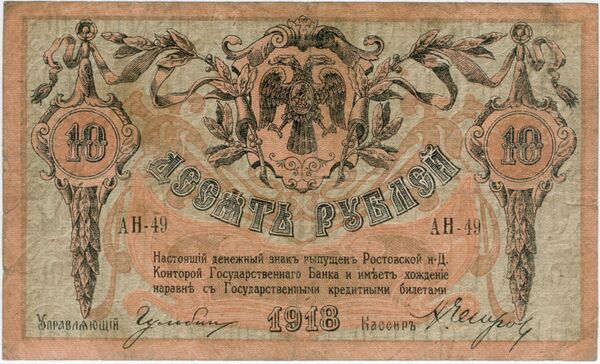 10
10
ДЕСЯТЬ РУБЛЕЙ
АН-49
АН-49
Настоящій денежный знакъ выпущенъ Ростовской н-Д.
Конторой Государственнаго Банка и имѣетъ хожденіе
наравнѣ съ Государственными кредитными билетами
Управляющій
1918
Кассиръ